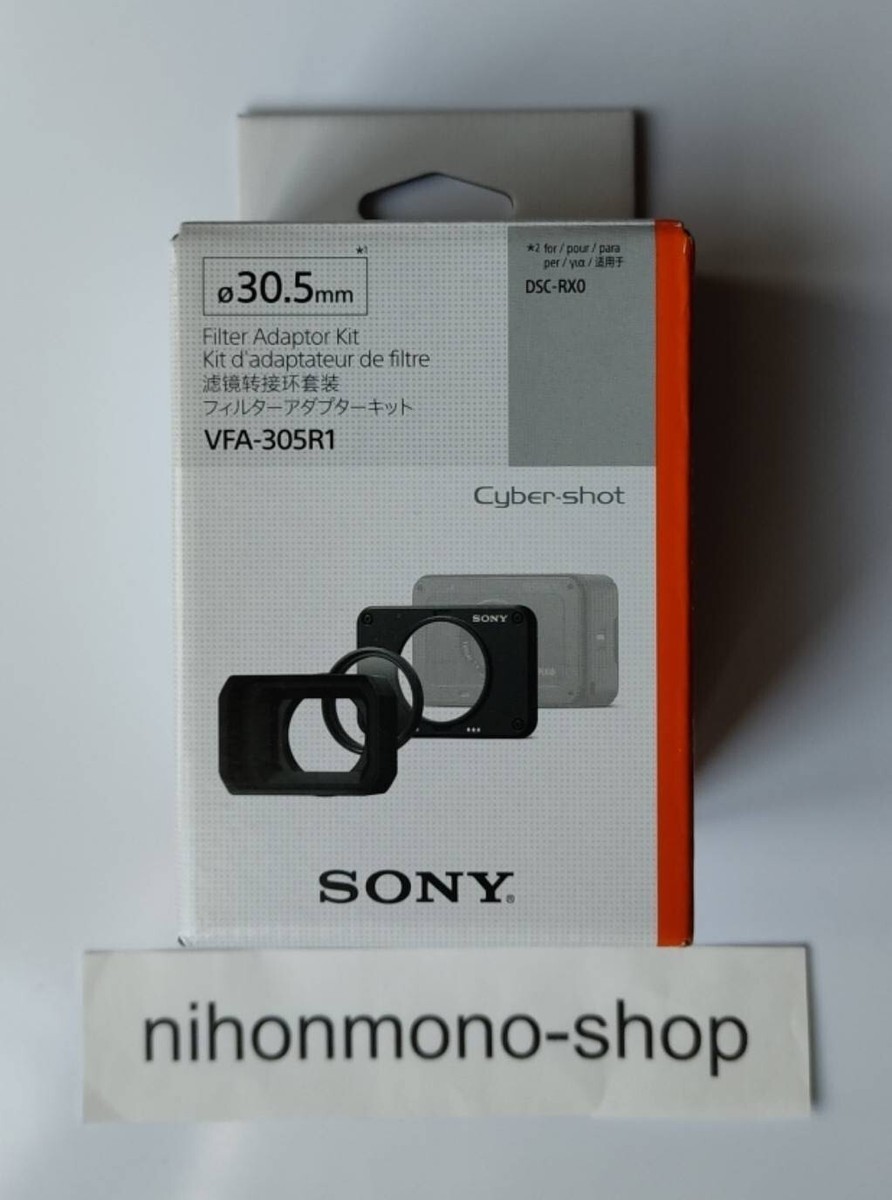 *1
ø30.5mm
Filter Adaptor Kit
Kit d'adaptateur de filtre
滤镜转接环套装
フィルターアダプターキット
VFA-305R1
★2 for / pour / para
per / για / 适用于
DSC-RX0
Cyber-shot
SONY
SONY®
nihonmono-shop